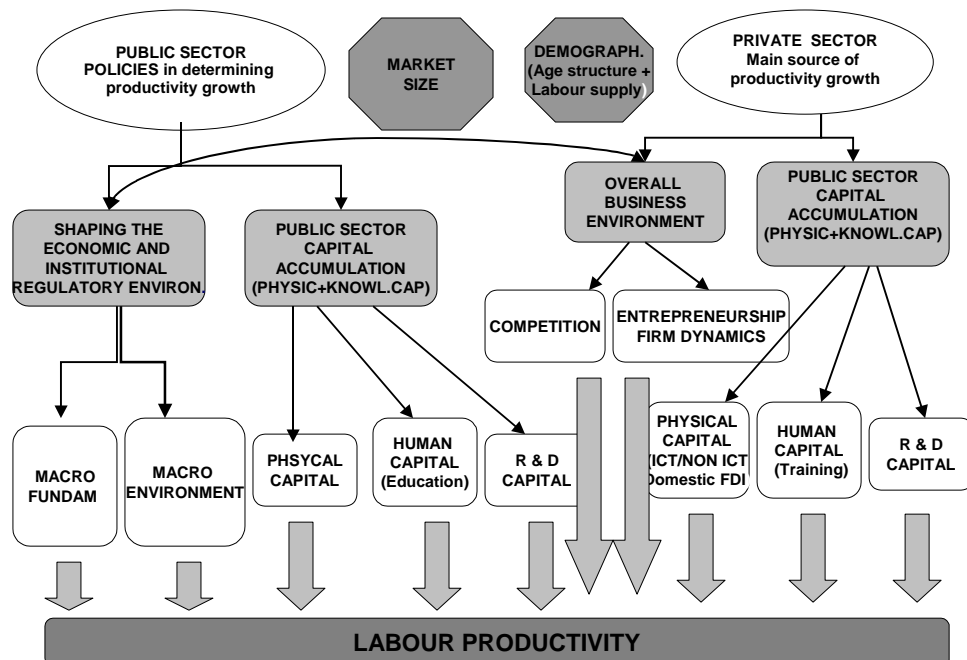 PUBLIC SECTOR
POLICIES in determining
productivity growth
MARKET
SIZE
DEMOGRAPH.
(Age structure +
Labour supply)
PRIVATE SECTOR
Main source of
productivity growth
SHAPING THE
ECONOMIC AND
INSTITUTIONAL
REGULATORY ENVIRON.
PUBLIC SECTOR
CAPITAL
ACCUMULATION
(PHYSIC+KNOWL.CAP)
OVERALL
BUSINESS
ENVIRONMENT
PUBLIC SECTOR
CAPITAL
ACCUMULATION
(PHYSIC+KNOWL.CAP)
COMPETITION
ENTREPRENEURSHIP
FIRM DYNAMICS
MACRO
FUNDAM
MACRO
ENVIRONMENT
PHSYCAL
CAPITAL
HUMAN
CAPITAL
(Education)
R & D
CAPITAL
PHYSICAL
CAPITAL
(ICT/NON ICT
Domestic FDI
HUMAN
CAPITAL
(Training)
R & D
CAPITAL
LABOUR PRODUCTIVITY